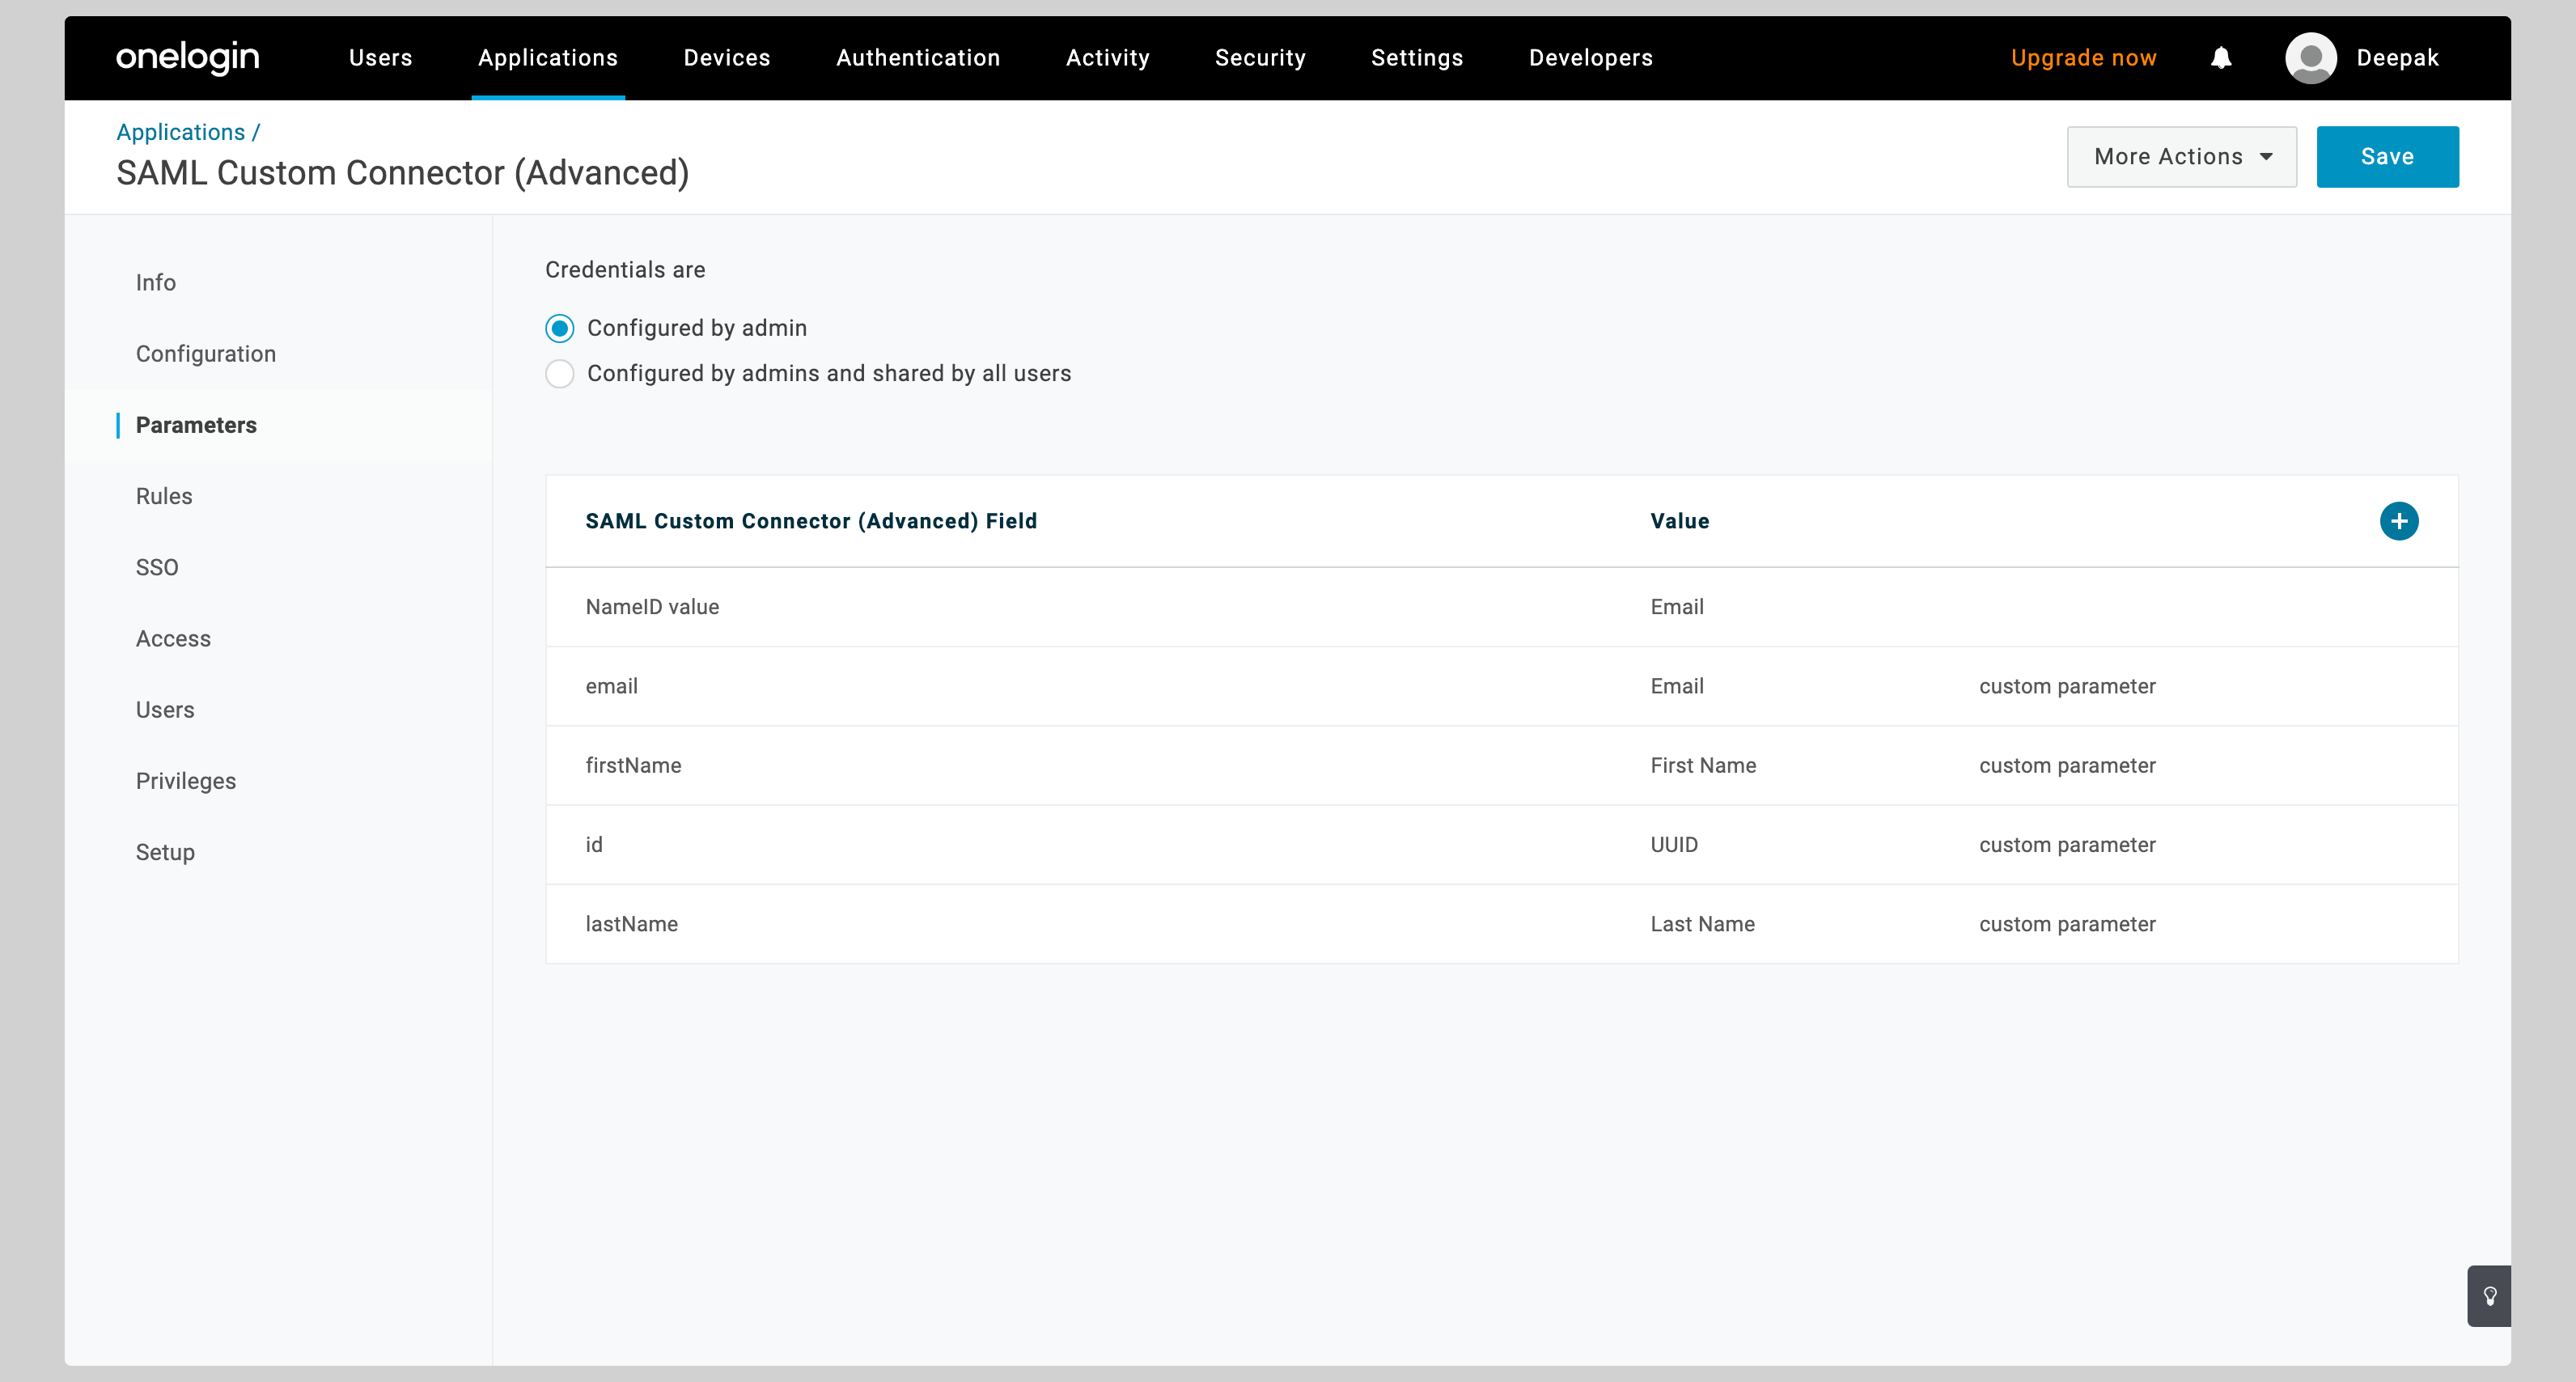 onelogin Users Applications Devices Authentication Activity Security Settings Developers Upgrade now Deepak
Applications /
SAML Custom Connector (Advanced)
More Actions Save
Info
Configuration
Parameters
Rules
SSO
Access
Users
Privileges
Setup
Credentials are
Configured by admin
Configured by admins and shared by all users
SAML Custom Connector (Advanced) Field Value
NameID value Email
email Email custom parameter
firstName First Name custom parameter
id UUID custom parameter
lastName Last Name custom parameter